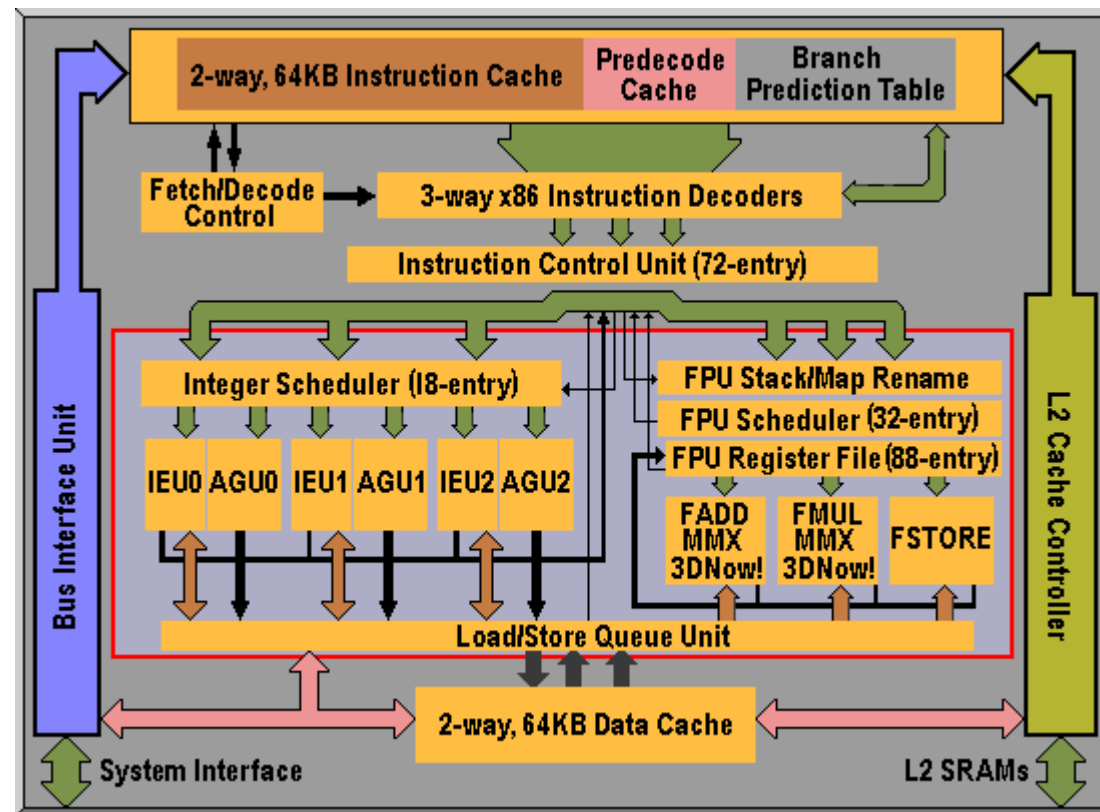 2-way, 64KB Instruction Cache
Predecode
Cache
Branch
Prediction Table
Fetch/Decode
Control
3-way x86 Instruction Decoders
Instruction Control Unit (72-entry)
Bus Interface Unit
L2 Cache Controller
Integer Scheduler (I8-entry)
FPU Stack/Map Rename
FPU Scheduler (32-entry)
FPU Register File (88-entry)
IEU0
AGU0
IEU1
AGU1
IEU2
AGU2
FADD
MMX
3DNow!
FMUL
MMX
3DNow!
FSTORE
Load/Store Queue Unit
2-way, 64KB Data Cache
System Interface
L2 SRAMs